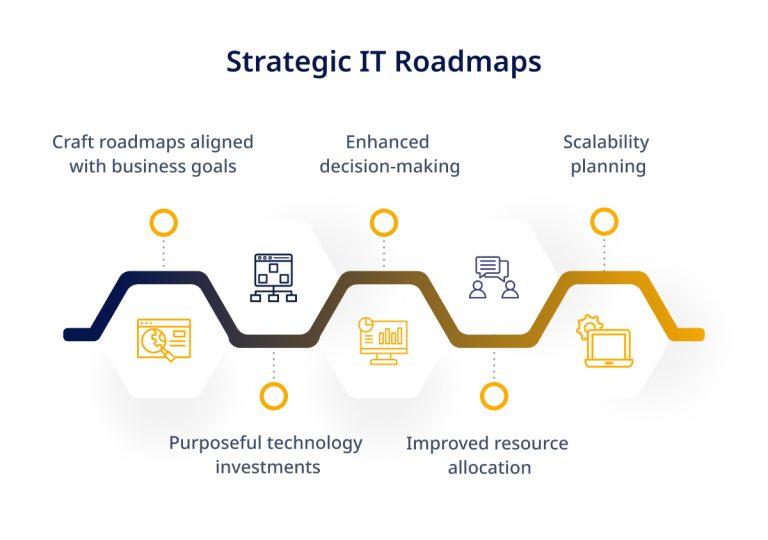 Strategic IT Roadmaps
Craft roadmaps aligned
with business goals
Enhanced
decision-making
Scalability
planning
Purposeful technology
investments
Improved resource
allocation